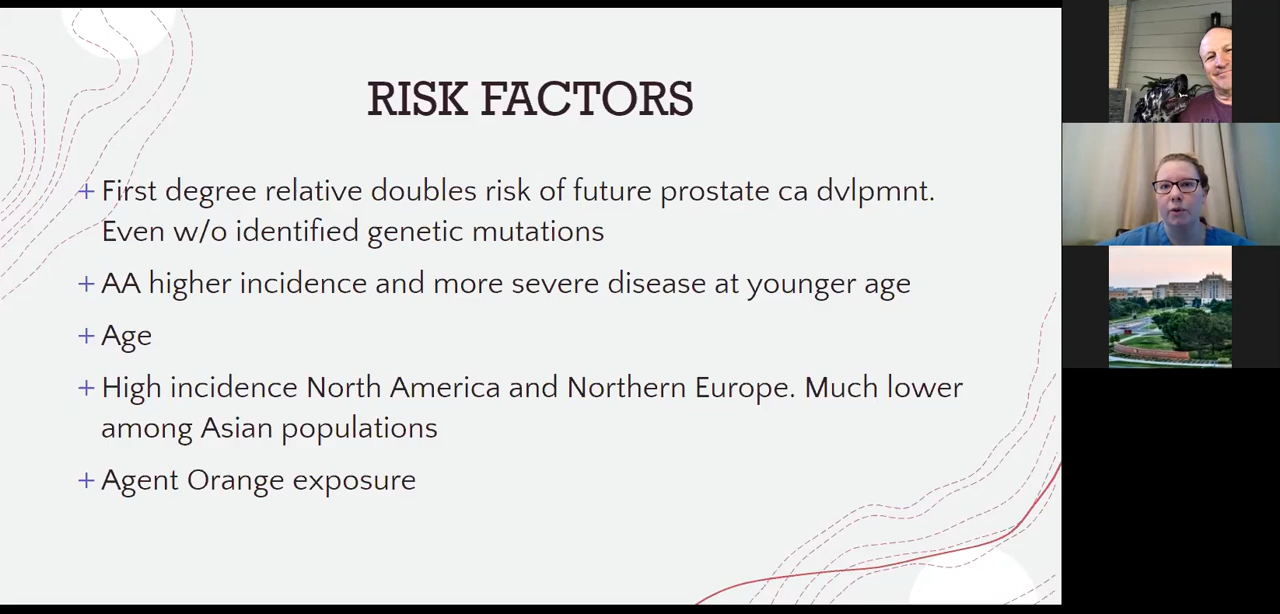 RISK FACTORS
+ First degree relative doubles risk of future prostate ca dvlpmnt.
Even w/o identified genetic mutations
+ AA higher incidence and more severe disease at younger age
+ Age
+ High incidence North America and Northern Europe. Much lower
among Asian populations
+ Agent Orange exposure